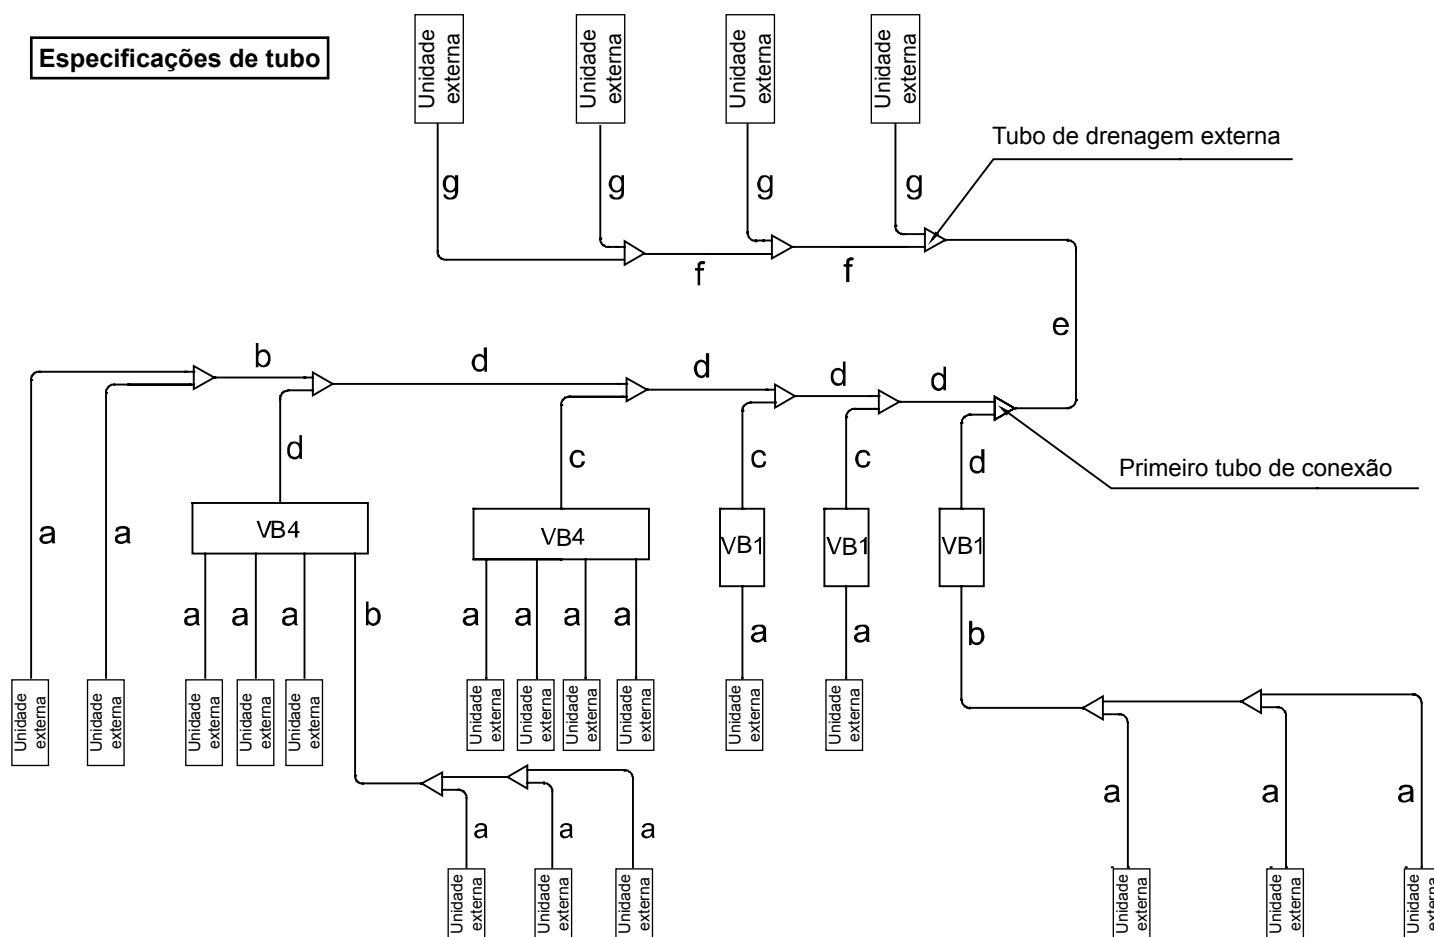 Especificações de tubo
Unidade
externa
Unidade
externa
Unidade
externa
Unidade
externa
Tubo de drenagem externa
g
g
g
g
f
f
e
b
d
d
d
d
d
c
c
c
d
Primeiro tubo de conexão
a
a
VB4
VB4
VB1
VB1
VB1
a
a
a
b
a
a
a
a
a
a
b
Unidade
externa
Unidade
externa
Unidade
externa
Unidade
externa
Unidade
externa
Unidade
externa
Unidade
externa
Unidade
externa
Unidade
externa
Unidade
externa
Unidade
externa
a
a
a
a
a
a
Unidade
externa
Unidade
externa
Unidade
externa
Unidade
externa
Unidade
externa
Unidade
externa